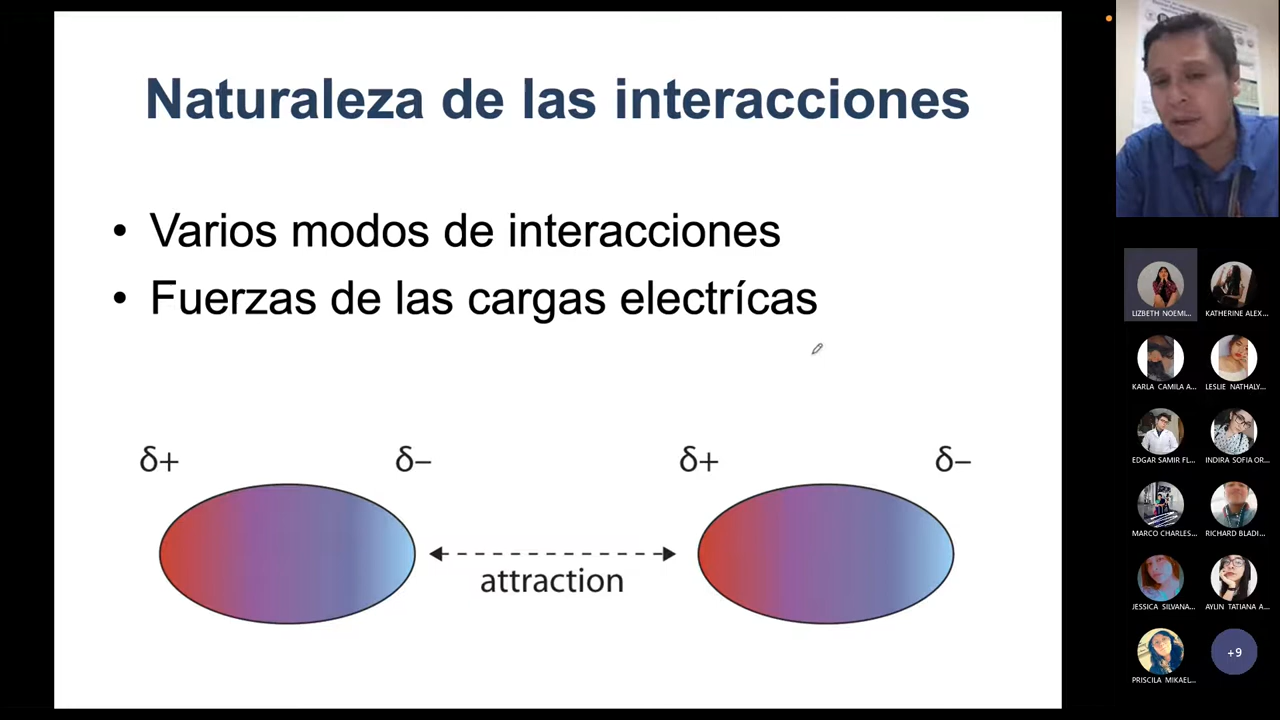 Naturaleza de las interacciones
• Varios modos de interacciones
• Fuerzas de las cargas electrícas
δ+ δ− δ+ δ−
attraction
LIZBETH NOEMI... KATHERINE ALEX...
KARLA CAMILA A... LESLIE NATHALY...
EDGAR SAMIR FL... INDIRA SOFIA OR...
MARCO CHARLES... RICHARD BLADI...
JESSICA SILVANA... AYLIN TATIANA A...
PRISCILA MIKAEL... +9